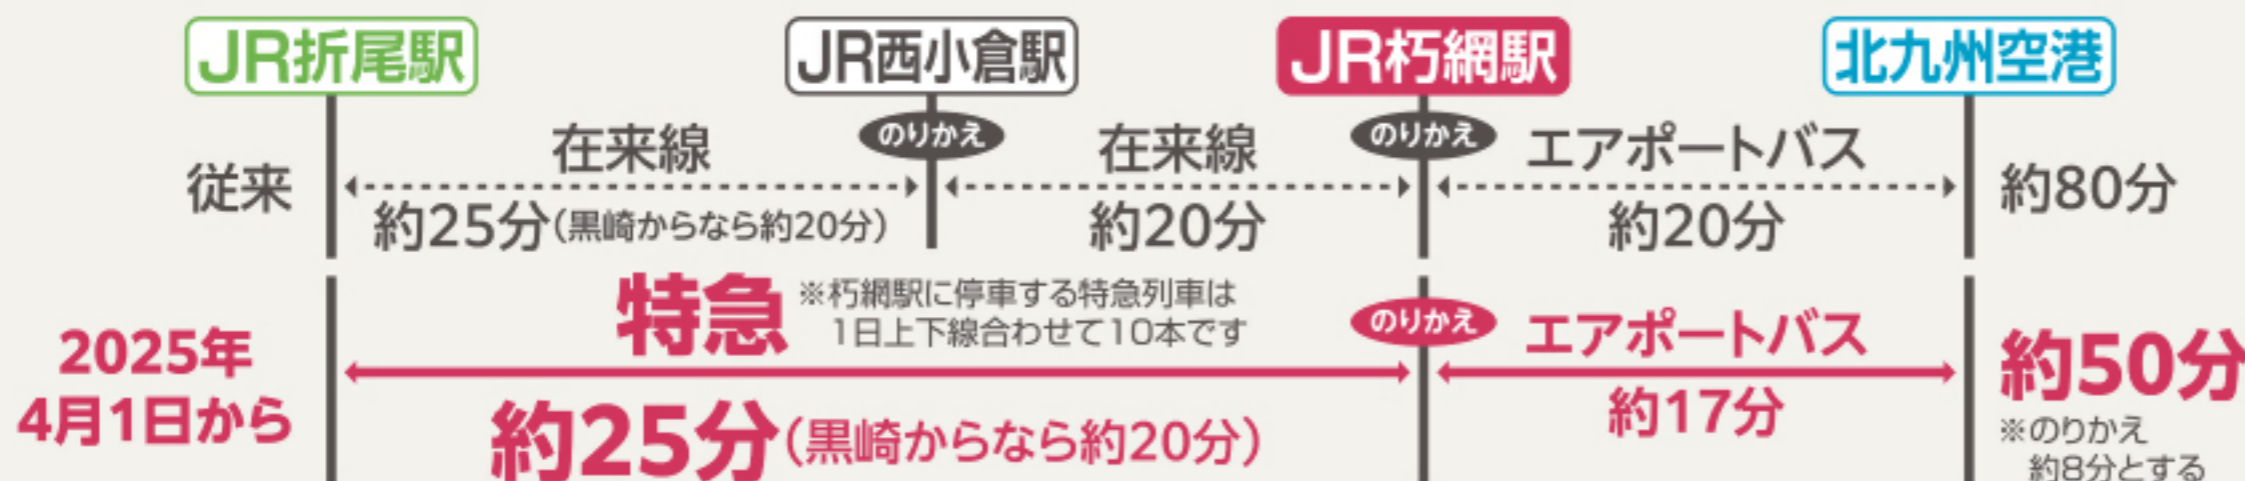 JR折尾駅
JR西小倉駅
JR朽網駅
北九州空港
従来
在来線
約25分(黒崎からなら約20分)
のりかえ
在来線
約20分
のりかえ
エアポートバス
約20分
約80分
2025年
4月1日から
特急
※朽網駅に停車する特急列車は
1日上下線合わせて10本です
約25分(黒崎からなら約20分)
のりかえ
エアポートバス
約17分
約50分
※のりかえ
約8分とする